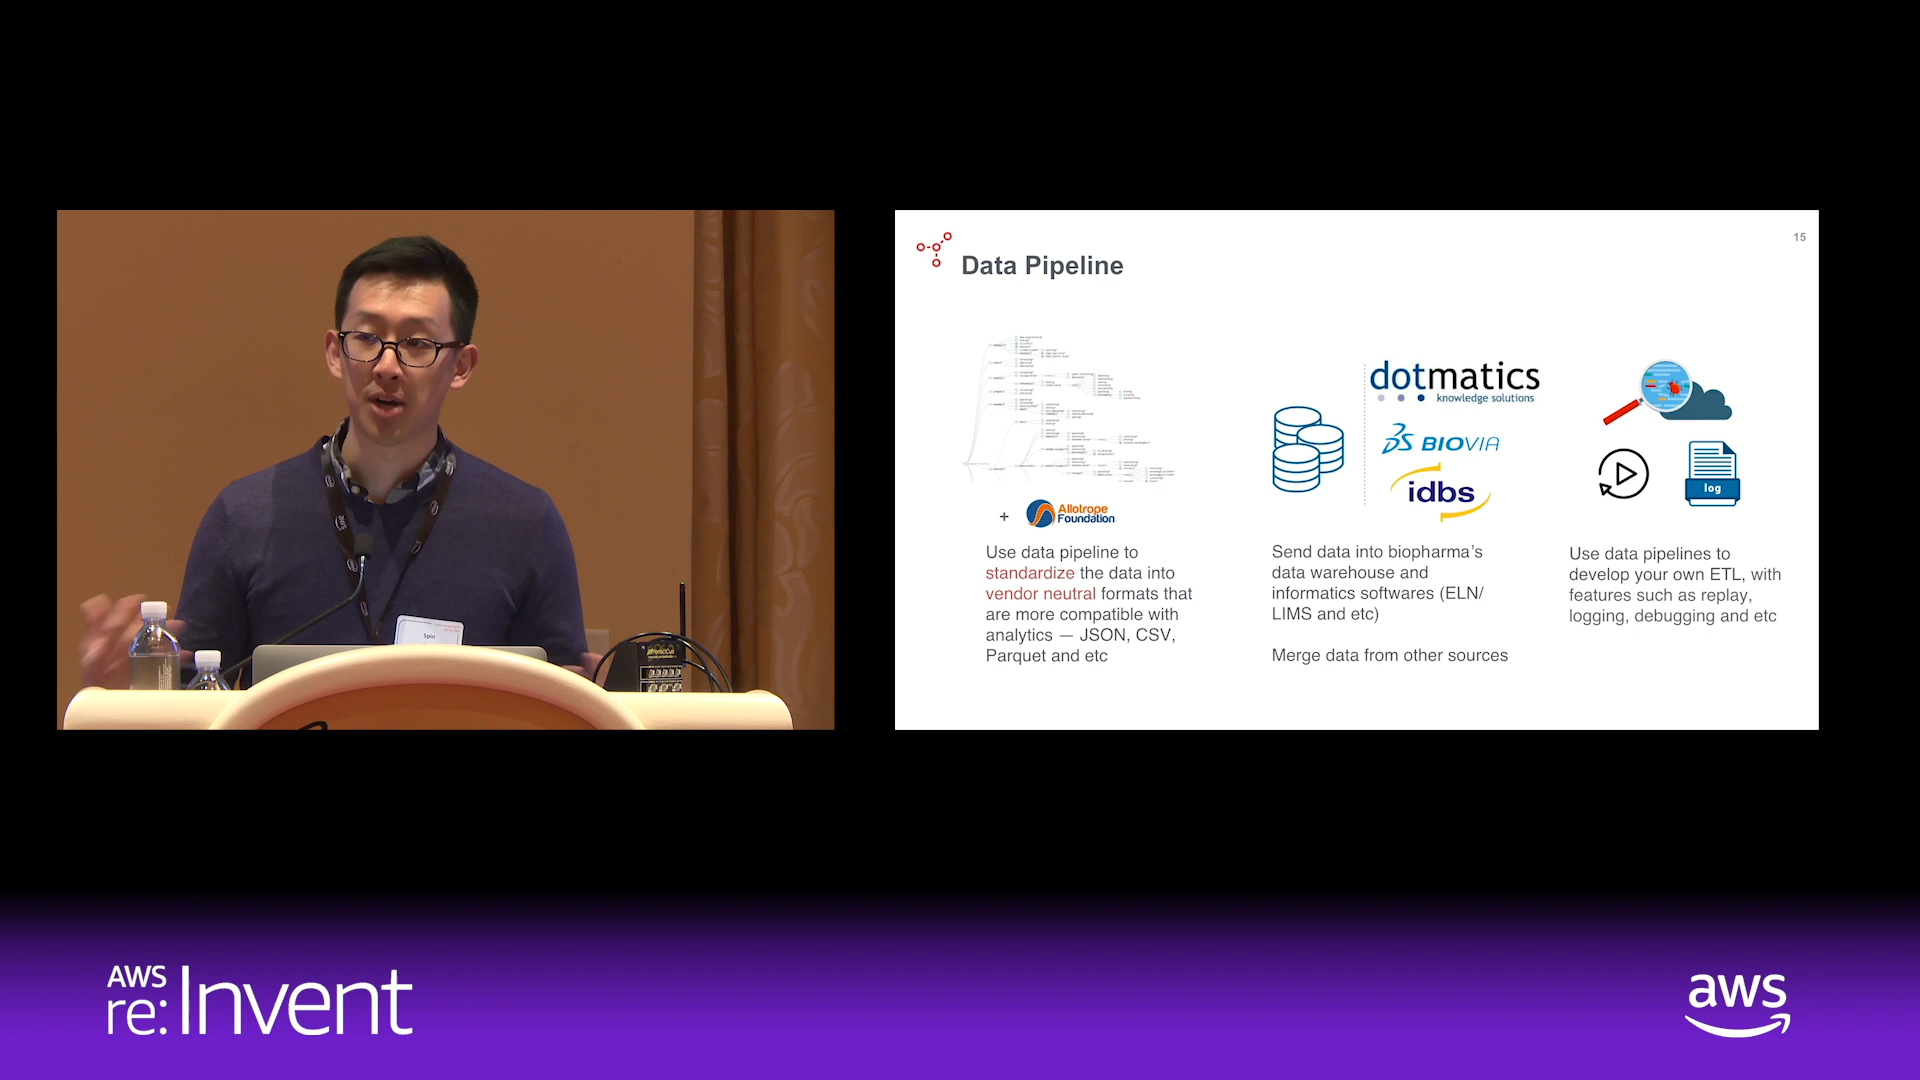 aws
Spin
15
Data Pipeline
+
Allotrope
Foundation
Use data pipeline to
standardize the data into
vendor neutral formats that
are more compatible with
analytics — JSON, CSV,
Parquet and etc
dotmatics
knowledge solutions
BIOVIA
idbs
Send data into biopharma's
data warehouse and
informatics softwares (ELN/
LIMS and etc)
Merge data from other sources
log
Use data pipelines to
develop your own ETL, with
features such as replay,
logging, debugging and etc
AWS
re:Invent
aws